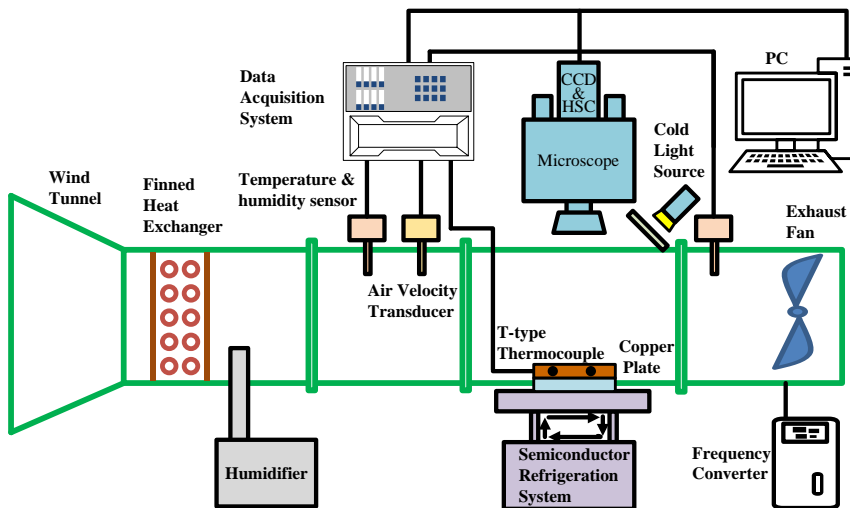 Data
Acquisition
System
CCD
&
HSC
PC
Microscope
Cold
Light
Source
Wind
Tunnel
Finned
Heat
Exchanger
Temperature &
humidity sensor
Exhaust
Fan
Air Velocity
Transducer
T-type
Thermocouple
Copper
Plate
Humidifier
Semiconductor
Refrigeration
System
Frequency
Converter